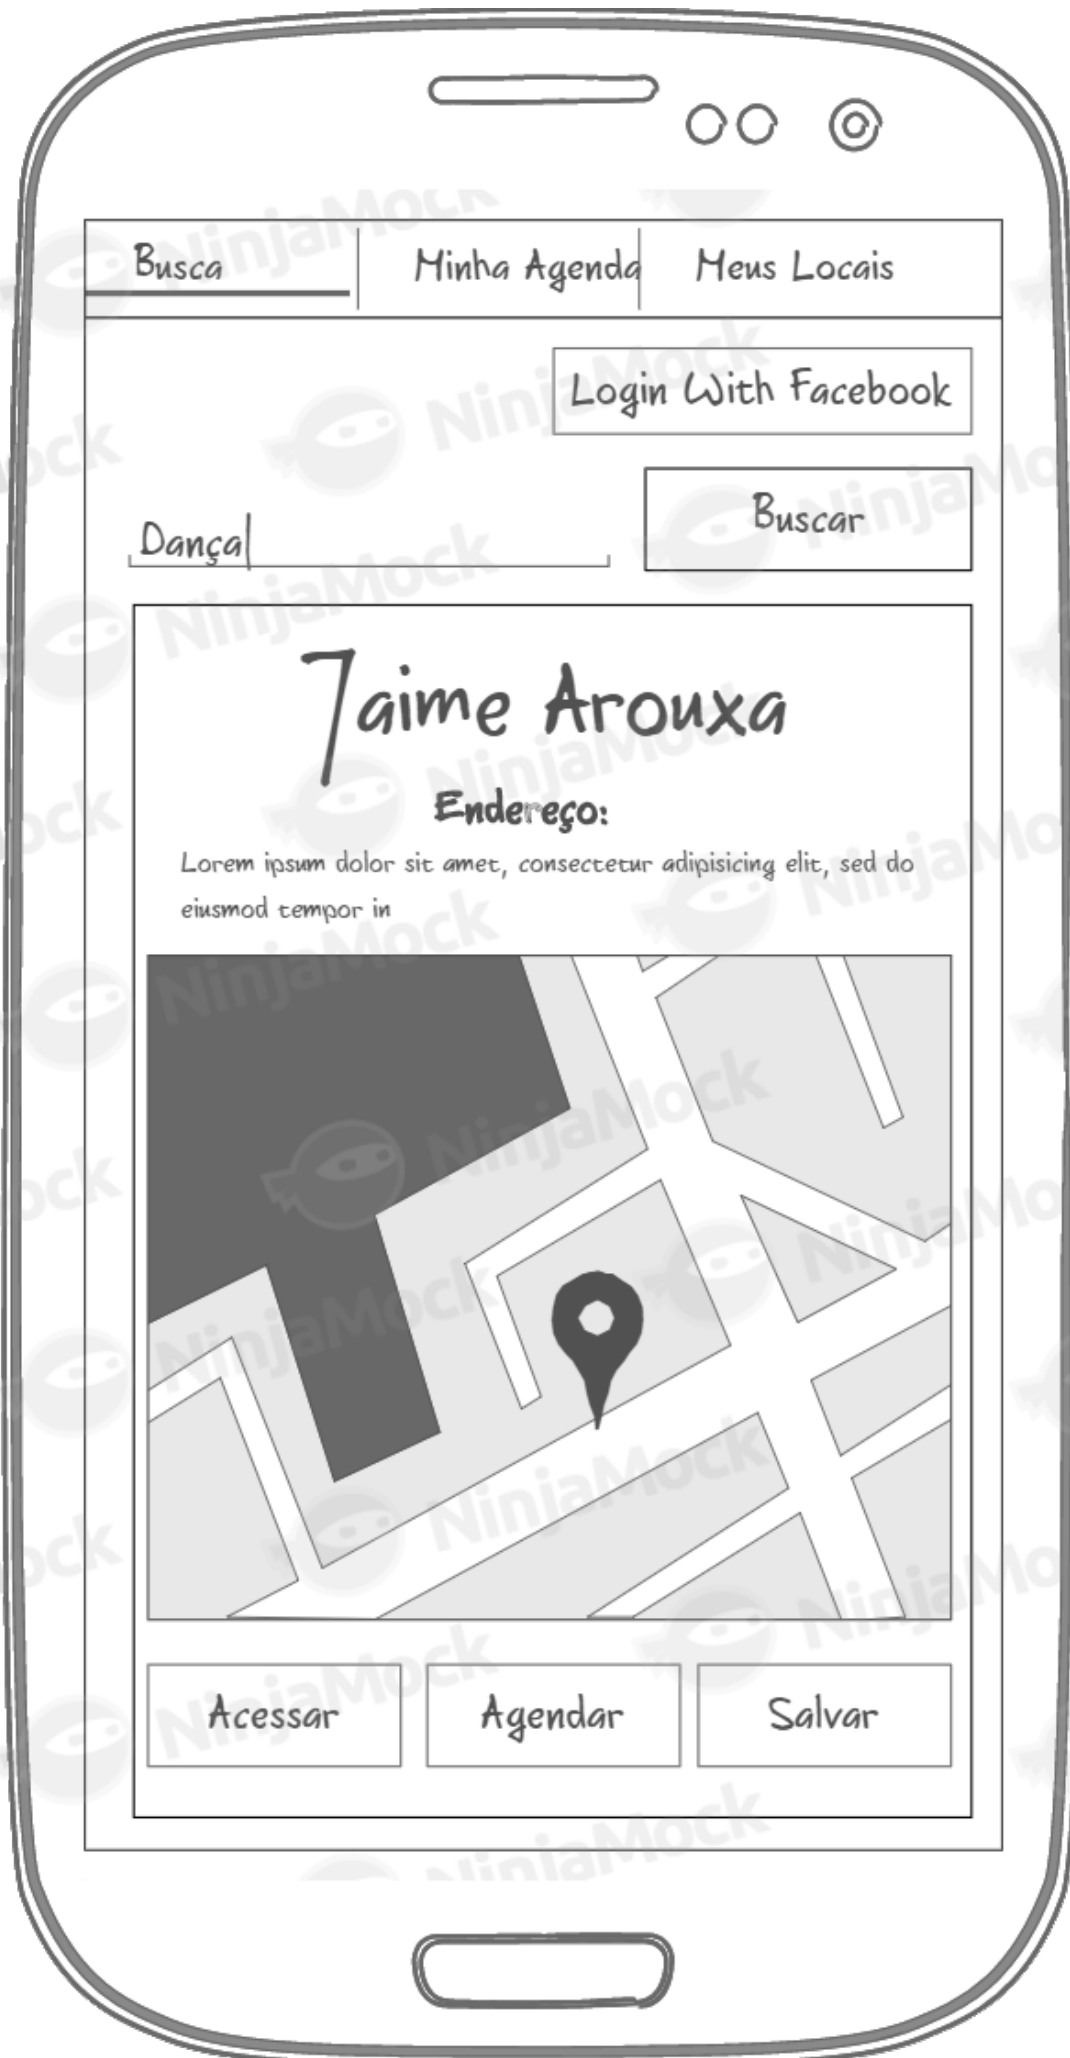 Busca
Minha Agenda
Meus Locais
Login With Facebook
Dança
Buscar
Jaime Arouxa
Endereço:
Lorem ipsum dolor sit amet, consectetur adipisicing elit, sed do
eiusmod tempor in
Acessar
Agendar
Salvar
NinjaMock